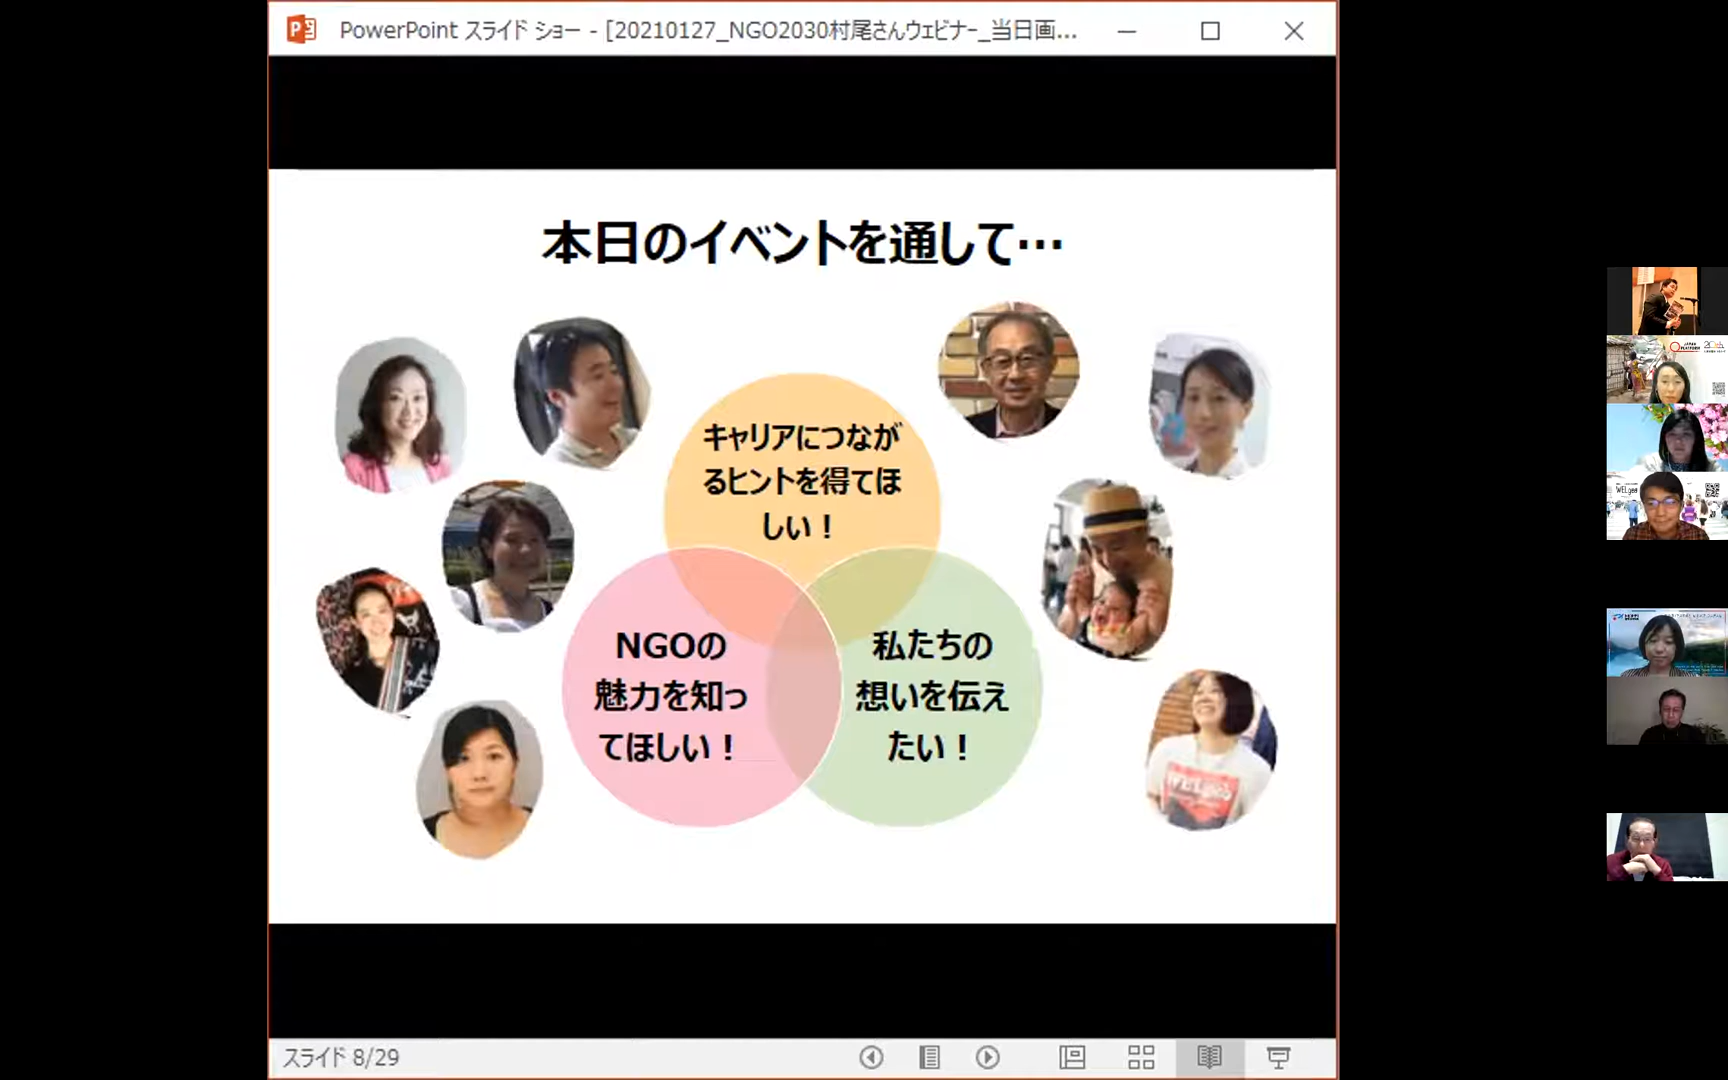 PowerPoint スライド ショー - [20210127_NGO2030村尾さんウェビナー_当日画...
本日のイベントを通して…
キャリアにつなが
るヒントを得てほ
しい！
NGOの
魅力を知っ
てほしい！
私たちの
想いを伝え
たい！
WELgee
JAPAN
PLATFORM
20th
WELgee
スライド 8/29